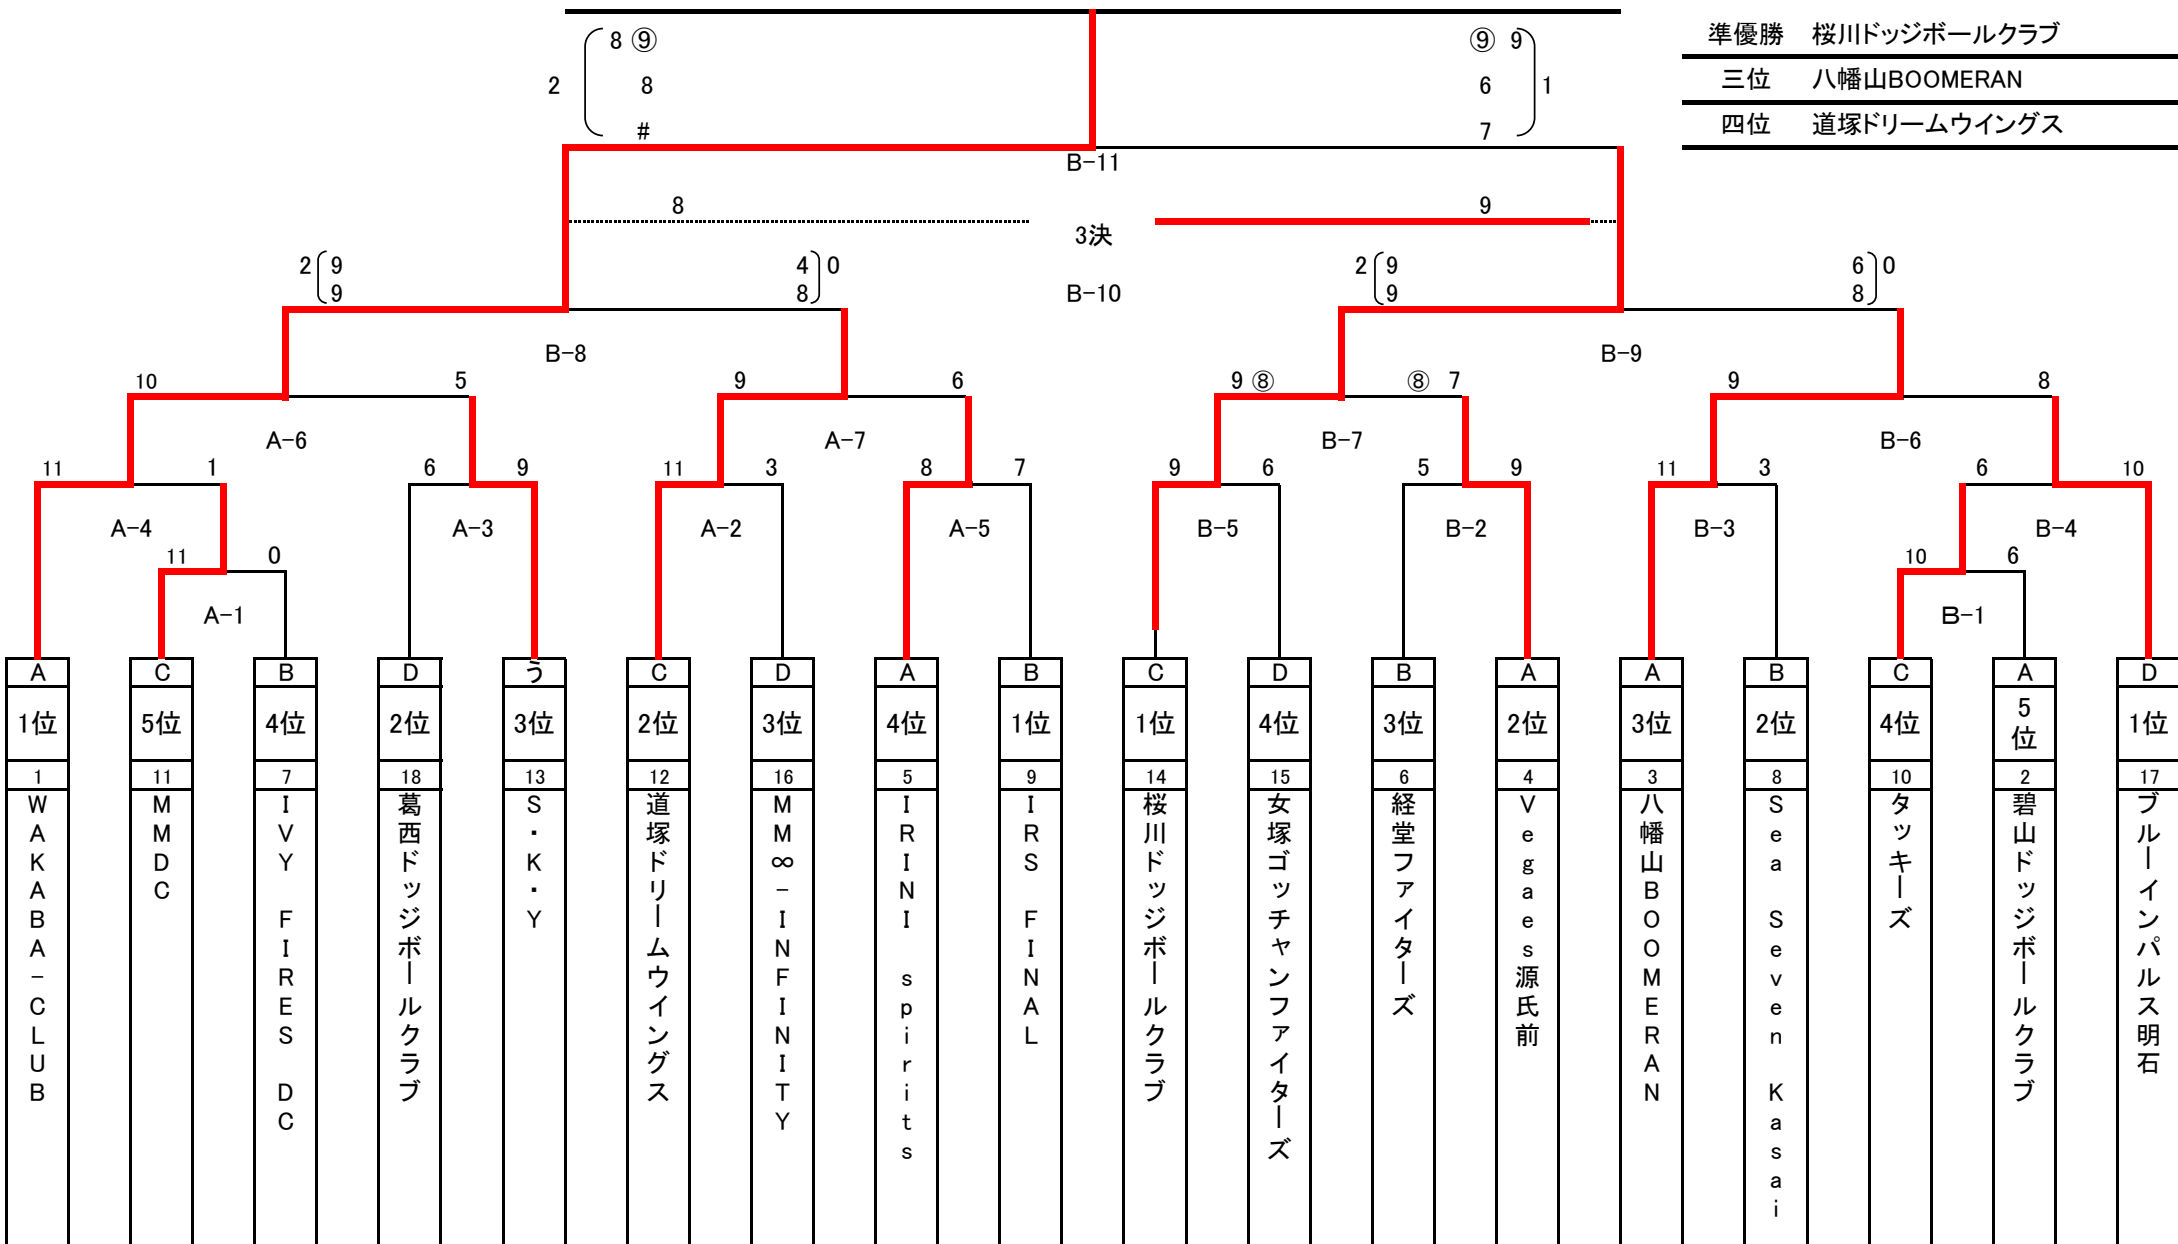 準優勝 桜川ドッジボールクラブ
三位 八幡山BOOMERAN
四位 道塚ドリームウイングス
8 ⑨ ⑨ 9
2 8 6 1
# 7
B-11
8 9
3決
2 9 4 0 2 9 6 0
9 8 B-10 9 8
B-8 B-9
10 5 9 6 9 ⑧ ⑧ 7 9 8
A-6 A-7 B-7 B-6
11 1 6 9 11 3 8 7 9 6 5 9 11 3 6 10
A-4 A-3 A-2 A-5 B-5 B-2 B-3 B-4
11 0 10 6
A-1 B-1
A C B D う C D A B C D B A A B C A D
1位 5位 4位 2位 3位 2位 3位 4位 1位 1位 4位 3位 2位 3位 2位 4位 5位 1位
1 11 7 18 13 12 16 5 9 14 15 6 4 3 8 10 2 17
WAKABA-CLUB
MMDC
IVY FIRES DC
葛西ドッジボールクラブ
S・K・Y
道塚ドリームウイングス
MM∞-INFINITY
IRINI spirits
IRS FINAL
桜川ドッジボールクラブ
女塚ゴッチャンファイターズ
経堂ファイターズ
Vegaes源氏前
八幡山BOOMERAN
Sea Seven Kasai
タッキーズ
碧山ドッジボールクラブ
ブルーインパルス明石